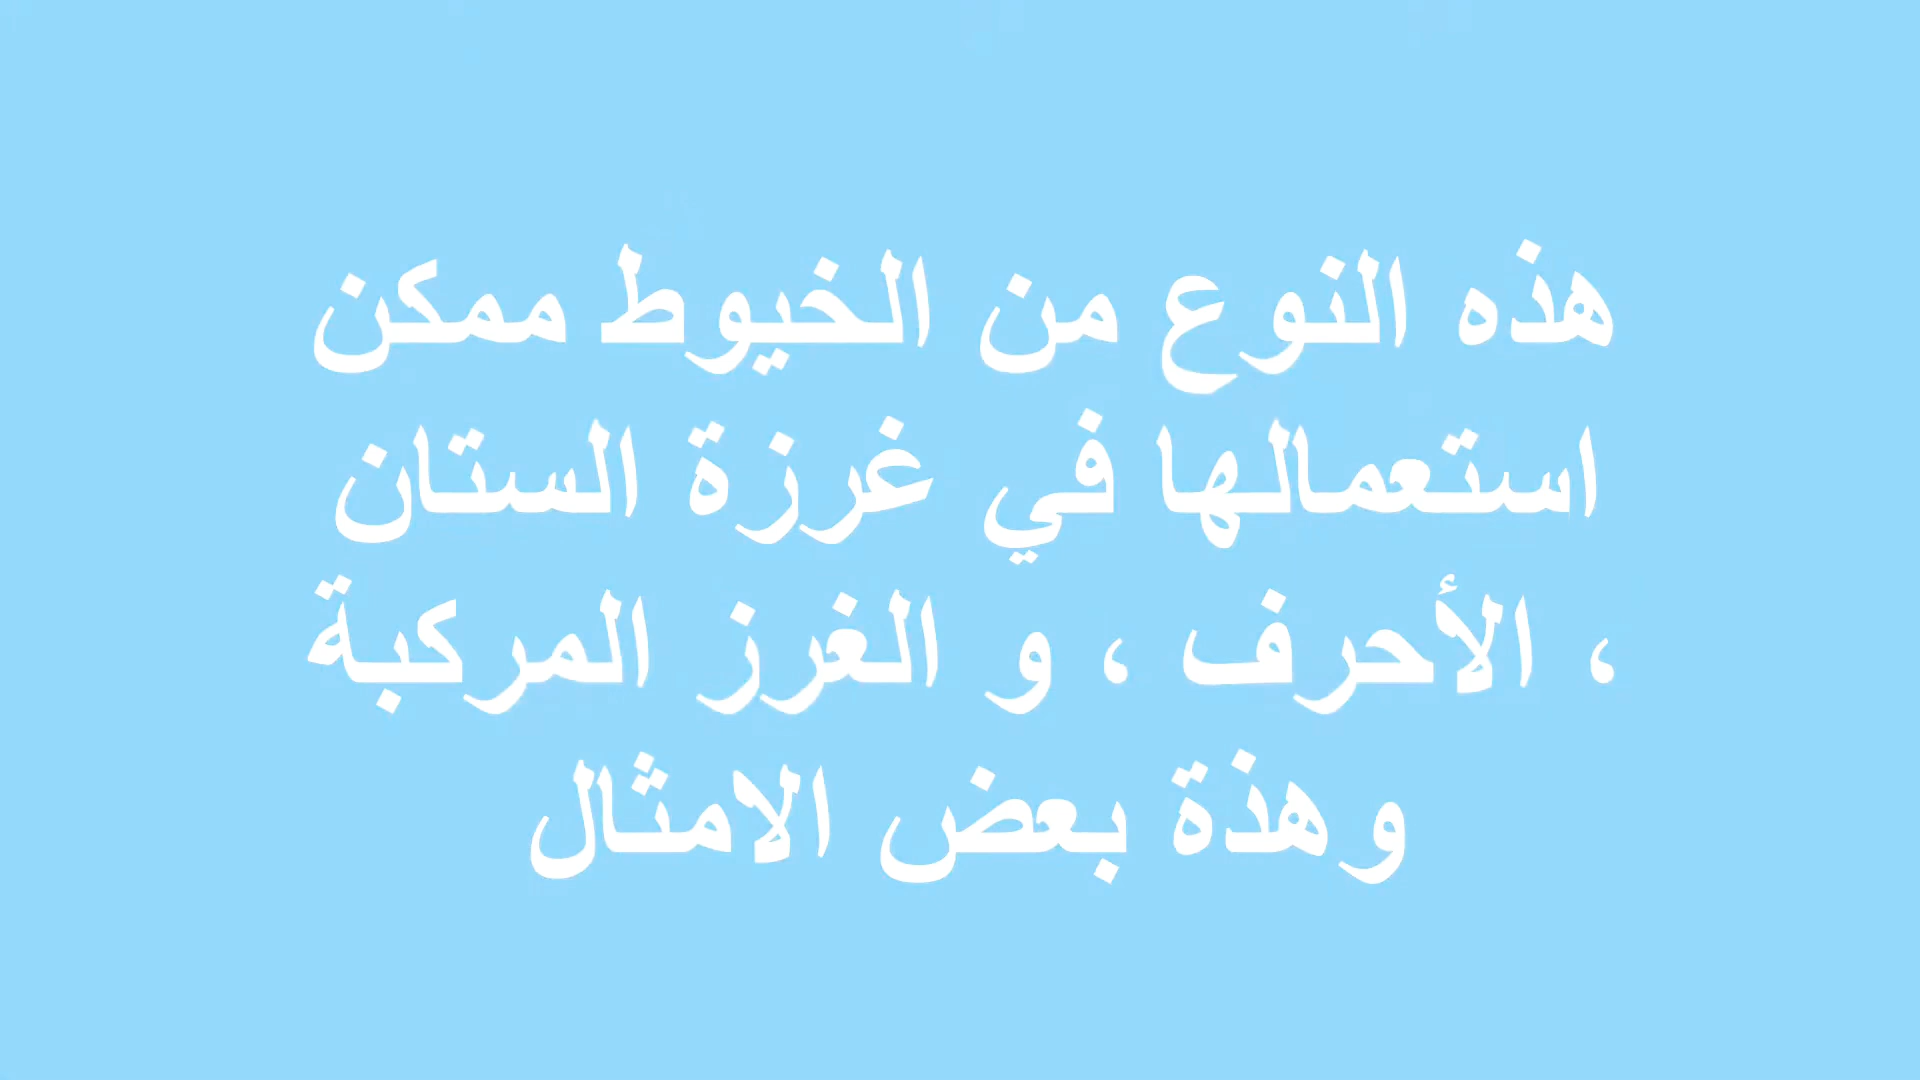 هذه النوع من الخيوط ممكن
استعمالها في غرزة الستان
، الأحرف ، و الغرز المركبة
وهذة بعض الامثال